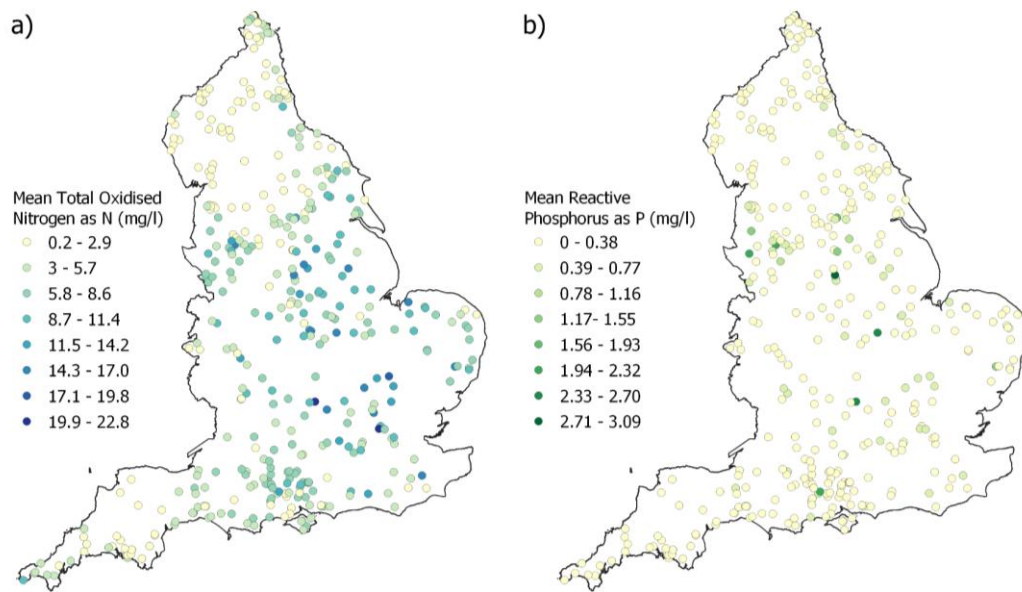 a)
Mean Total Oxidised
Nitrogen as N (mg/l)
0.2 - 2.9
3 - 5.7
5.8 - 8.6
8.7 - 11.4
11.5 - 14.2
14.3 - 17.0
17.1 - 19.8
19.9 - 22.8
b)
Mean Reactive
Phosphorus as P (mg/l)
0 - 0.38
0.39 - 0.77
0.78 - 1.16
1.17- 1.55
1.56 - 1.93
1.94 - 2.32
2.33 - 2.70
2.71 - 3.09